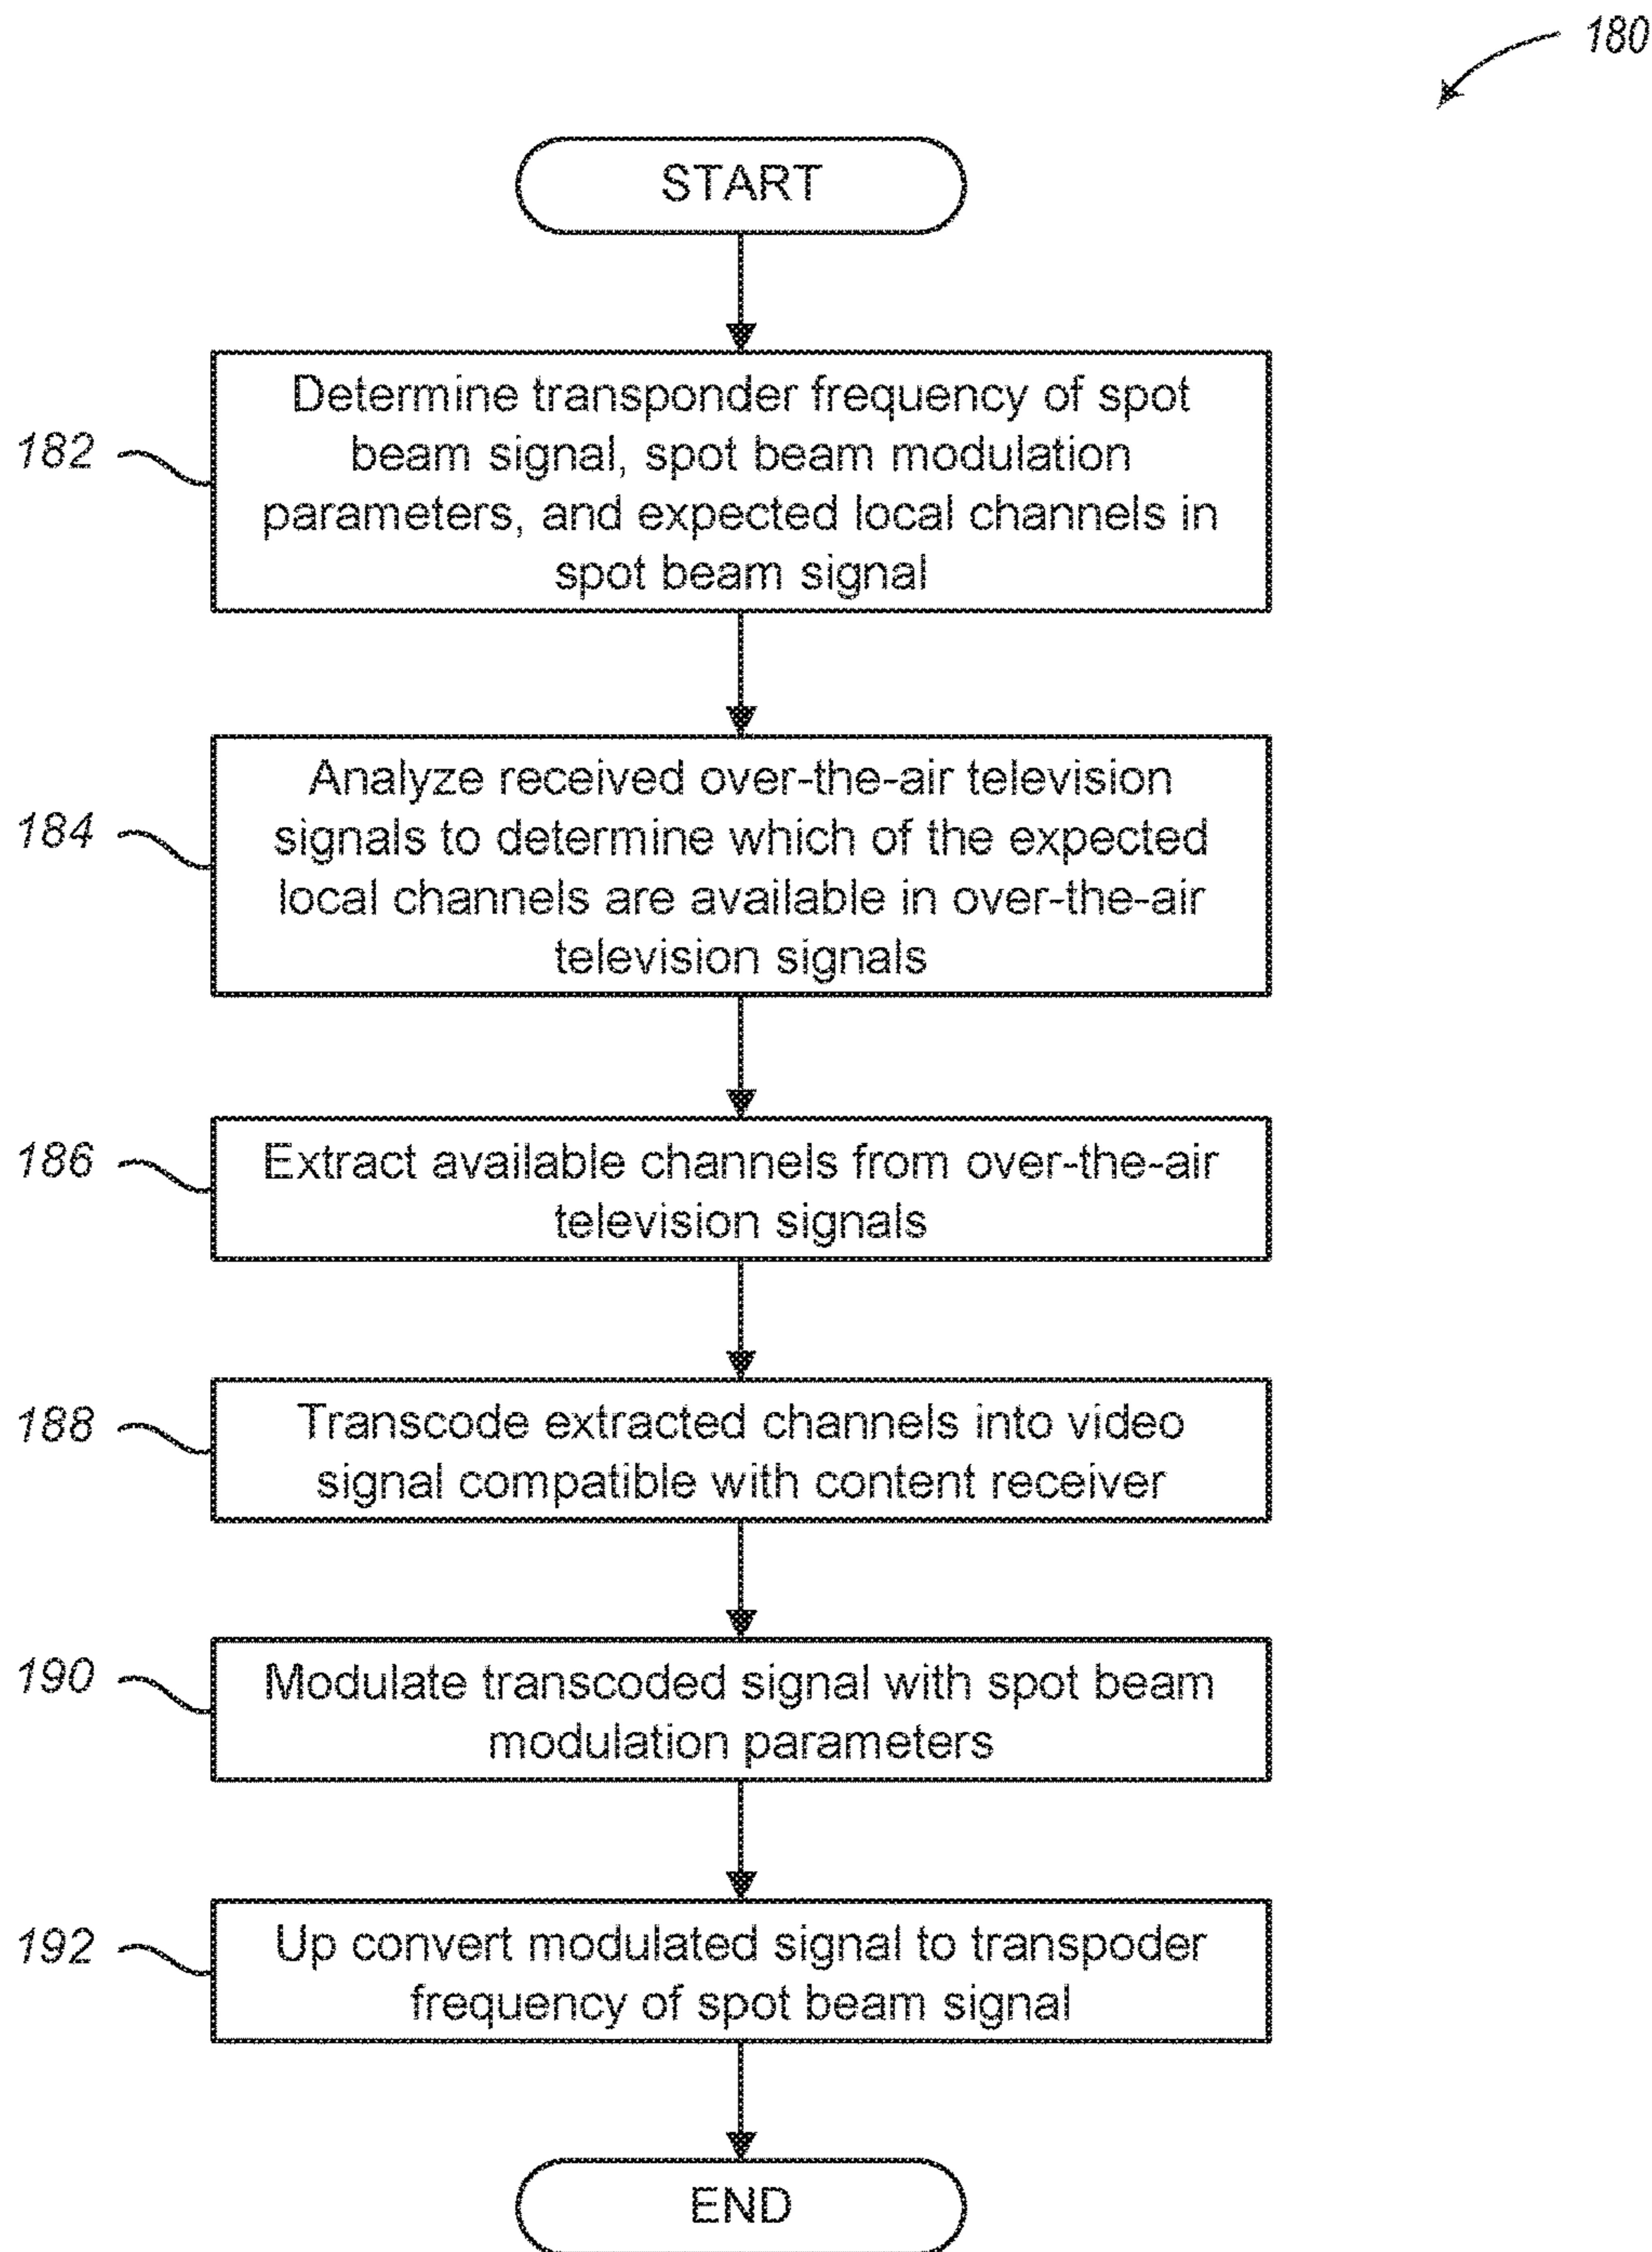 180
START
182
Determine transponder frequency of spot
beam signal, spot beam modulation
parameters, and expected local channels in
spot beam signal
184
Analyze received over-the-air television
signals to determine which of the expected
local channels are available in over-the-air
television signals
186
Extract available channels from over-the-air
television signals
188
Transcode extracted channels into video
signal compatible with content receiver
190
Modulate transcoded signal with spot beam
modulation parameters
192
Up convert modulated signal to transpoder
frequency of spot beam signal
END